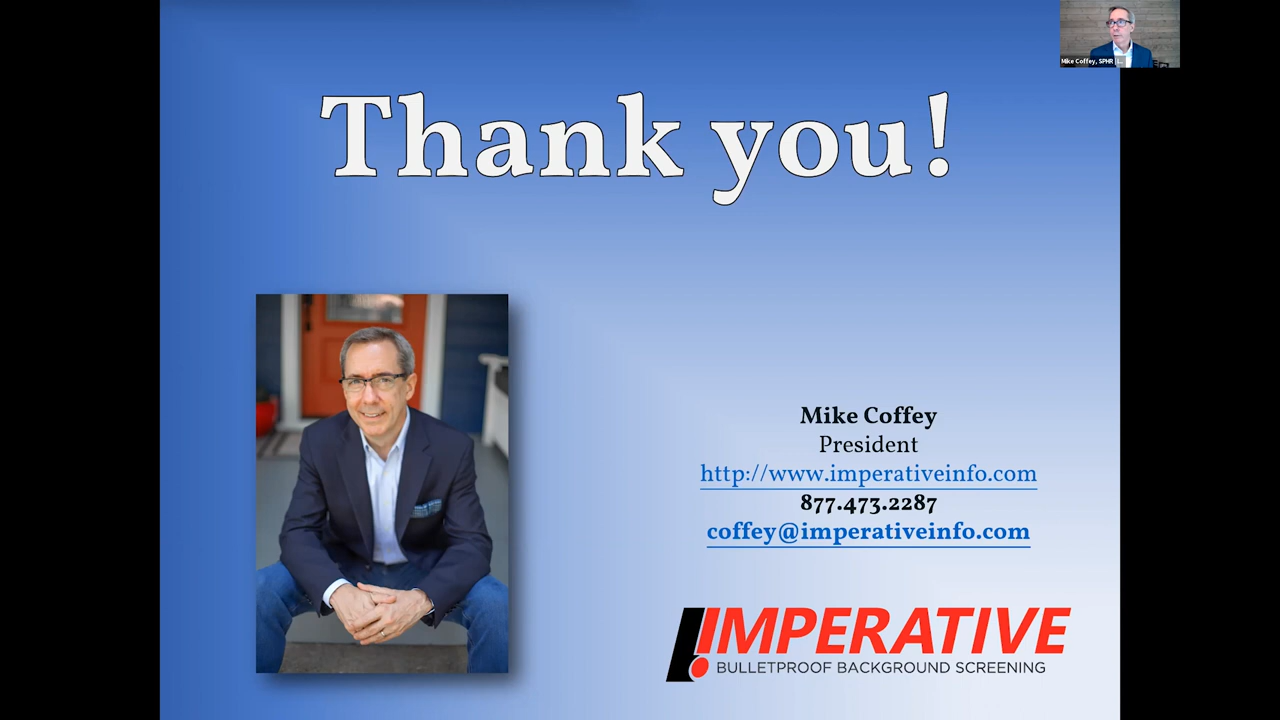 Mike Coffey, SPHR
Thank you!
Mike Coffey
President
http://www.imperativeinfo.com
877.473.2287
coffey@imperativeinfo.com
IMPERATIVE
BULLETPROOF BACKGROUND SCREENING